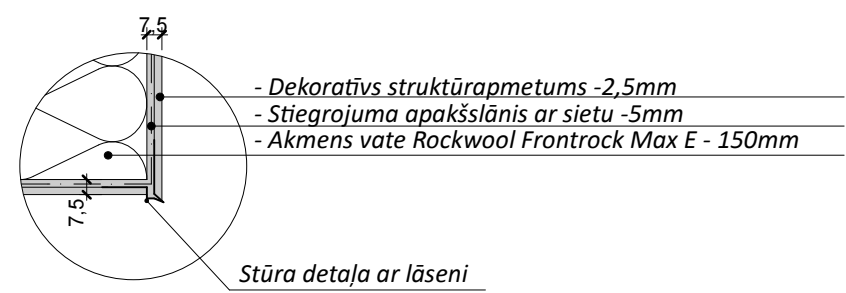 7,5
- Dekoratīvs struktūrapmetums -2,5mm
- Stiegrojuma apakšslānis ar sietu -5mm
- Akmens vate Rockwool Frontrock Max E - 150mm
7,5
Stūra detaļa ar lāseni